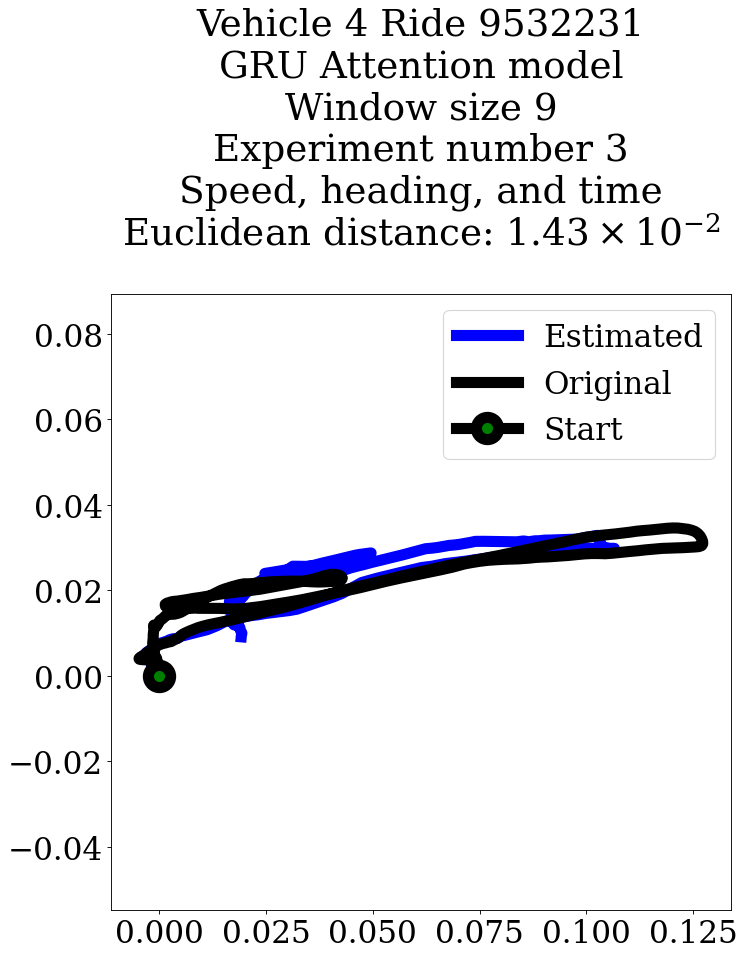 Vehicle 4 Ride 9532231
GRU Attention model
Window size 9
Experiment number 3
Speed, heading, and time
Euclidean distance: 1.43 × 10⁻²
Estimated
Original
Start
0.08
0.06
0.04
0.02
0.00
−0.02
−0.04
0.000 0.025 0.050 0.075 0.100 0.125